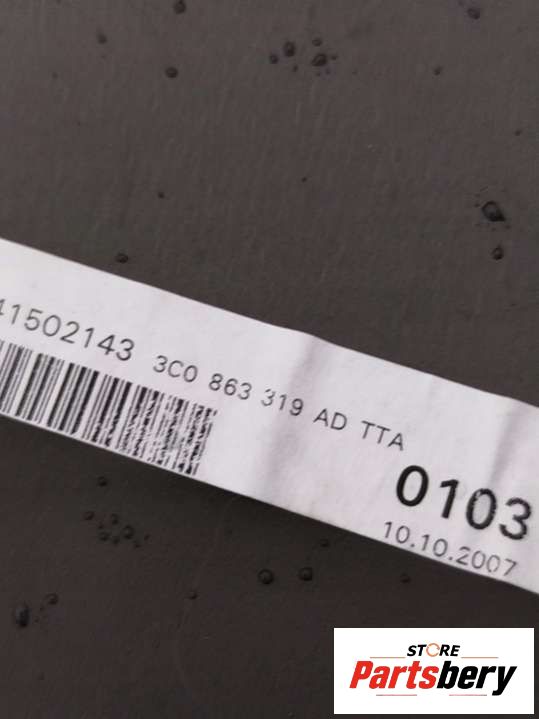 41502143 3C0 863 319 AD TTA
0103
10.10.2007
STORE
Partsbery